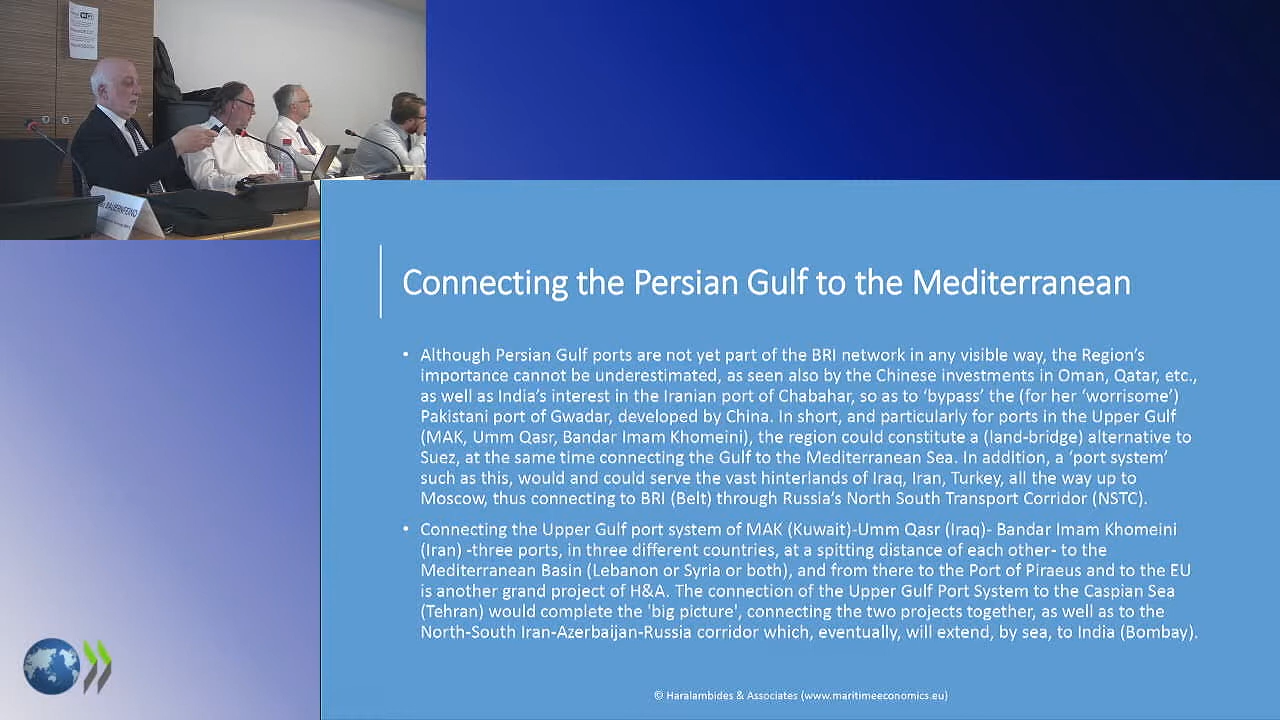 WiFi
BAUERNFEIND
Connecting the Persian Gulf to the Mediterranean
• Although Persian Gulf ports are not yet part of the BRI network in any visible way, the Region's
importance cannot be underestimated, as seen also by the Chinese investments in Oman, Qatar, etc.,
as well as India's interest in the Iranian port of Chabahar, so as to 'bypass' the (for her 'worrisome')
Pakistani port of Gwadar, developed by China. In short, and particularly for ports in the Upper Gulf
(MAK, Umm Qasr, Bandar Imam Khomeini), the region could constitute a (land-bridge) alternative to
Suez, at the same time connecting the Gulf to the Mediterranean Sea. In addition, a 'port system'
such as this, would and could serve the vast hinterlands of Iraq, Iran, Turkey, all the way up to
Moscow, thus connecting to BRI (Belt) through Russia's North South Transport Corridor (NSTC).
• Connecting the Upper Gulf port system of MAK (Kuwait)-Umm Qasr (Iraq)- Bandar Imam Khomeini
(Iran) -three ports, in three different countries, at a spitting distance of each other- to the
Mediterranean Basin (Lebanon or Syria or both), and from there to the Port of Piraeus and to the EU
is another grand project of H&A. The connection of the Upper Gulf Port System to the Caspian Sea
(Tehran) would complete the 'big picture', connecting the two projects together, as well as to the
North-South Iran-Azerbaijan-Russia corridor which, eventually, will extend, by sea, to India (Bombay).
© Haralambides & Associates (www.maritimeeconomics.eu)